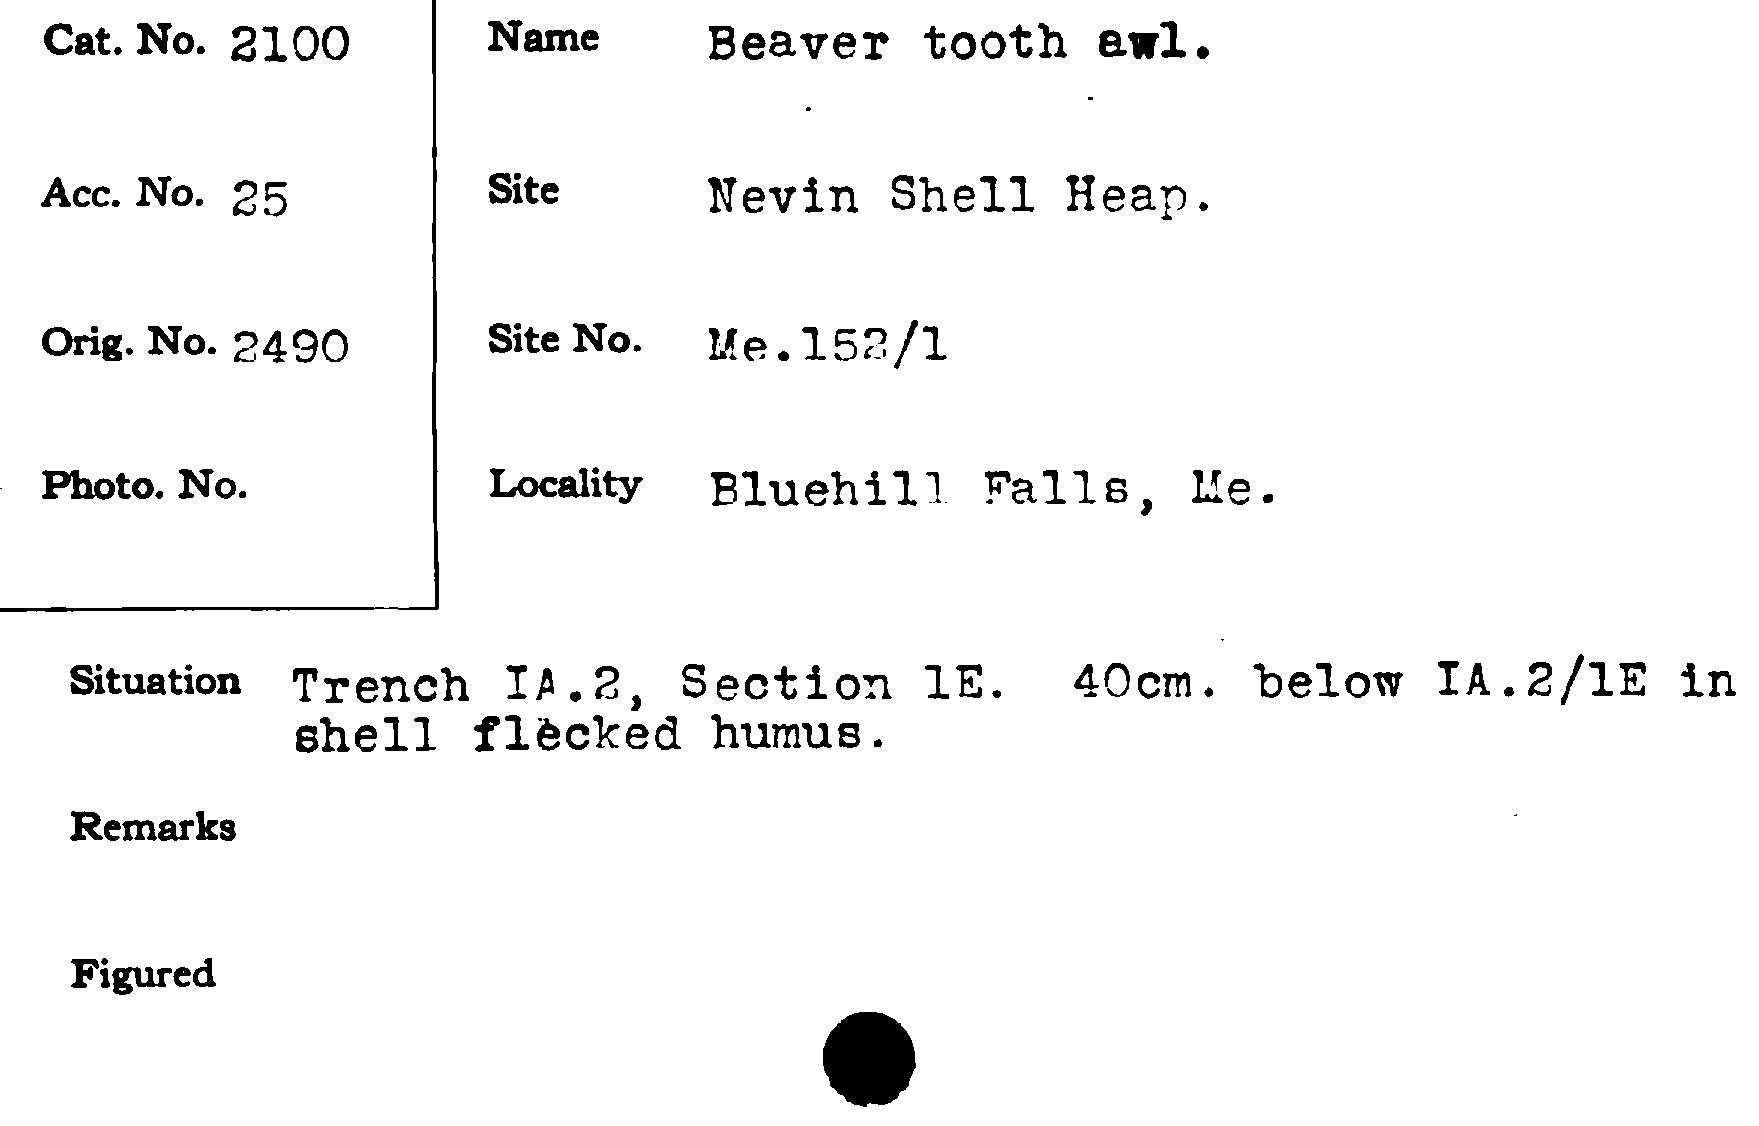 Cat. No. 2100
Name Beaver tooth awl.
Acc. No. 25
Site Nevin Shell Heap.
Orig. No. 2490
Site No. Me.152/1
Photo. No.
Locality Bluehill Falls, Me.
Situation Trench IA.2, Section 1E. 40cm. below IA.2/1E in
shell flecked humus.
Remarks
Figured